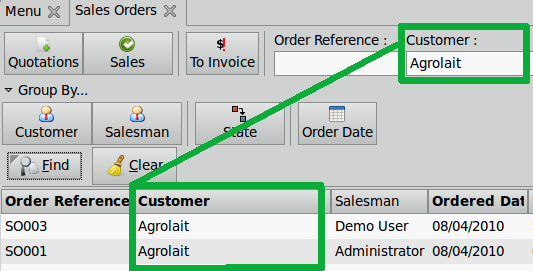 Menu Sales Orders
Order Reference : Customer :
Quotations Sales To Invoice Agrolait
Group By...
Customer Salesman State Order Date
Find Clear
Order Reference Customer Salesman Ordered Dat
SO003 Agrolait Demo User 08/04/2010
SO001 Agrolait Administrator 08/04/2010